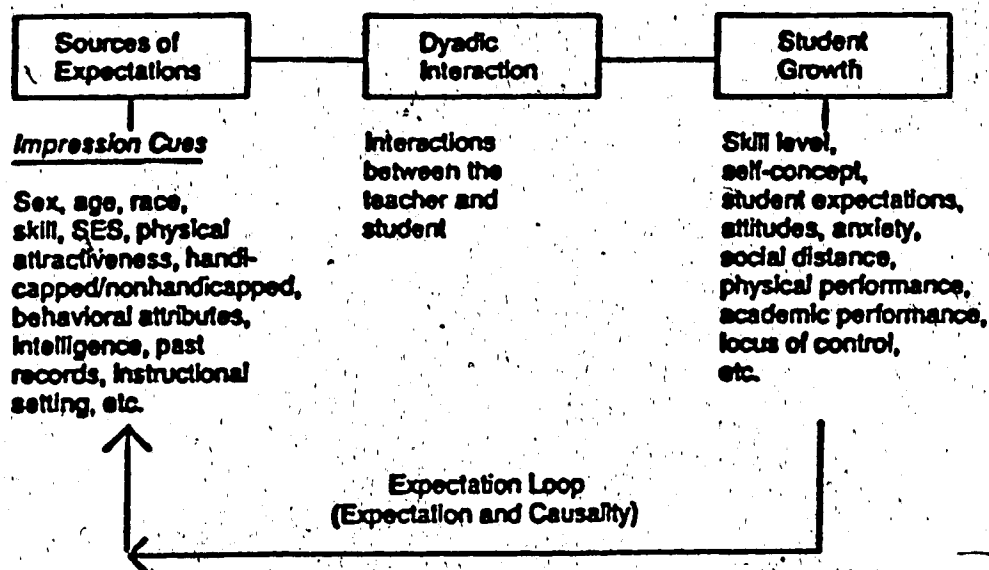 Sources of
Expectations
Dyadic
Interaction
Student
Growth
Impression Cues
Sex, age, race,
skill, SES, physical
attractiveness, handi-
capped/nonhandicapped,
behavioral attributes,
intelligence, past
records, instructional
setting, etc.
Interactions
between the
teacher and
student
Skill level,
self-concept,
student expectations,
attitudes, anxiety,
social distance,
physical performance,
academic performance,
locus of control,
etc.
Expectation Loop
(Expectation and Causality)